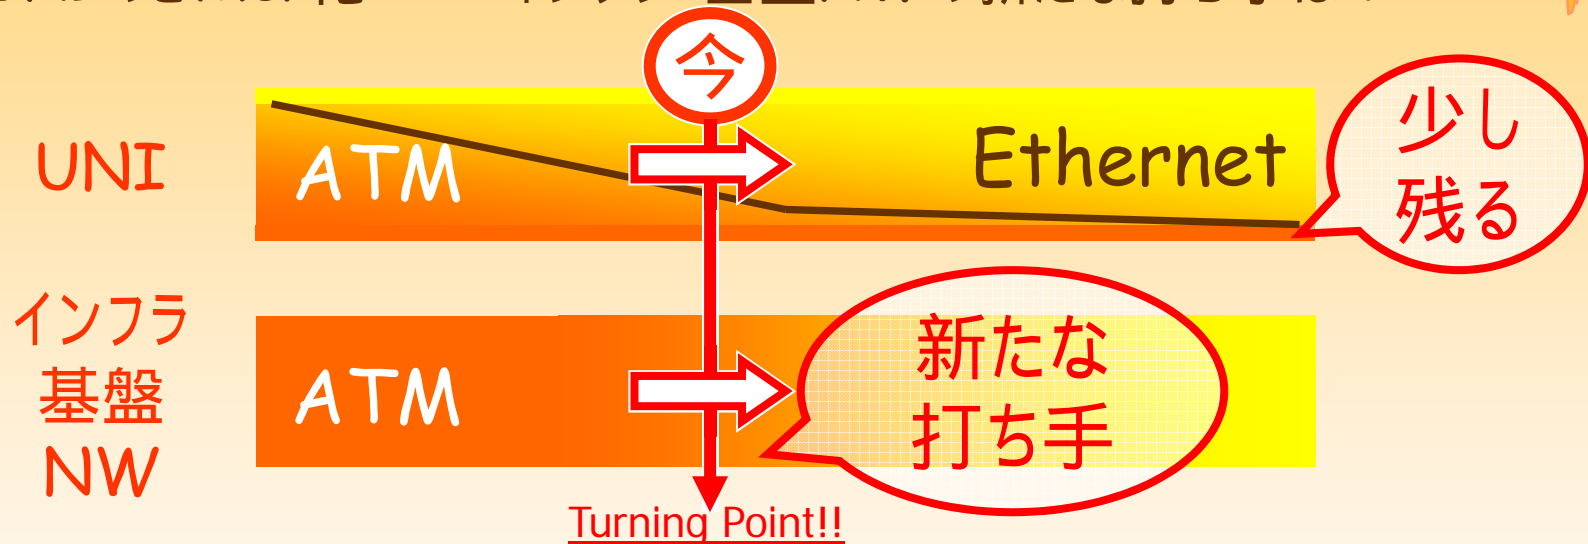 今
UNI
ATM
Ethernet
少し
残る
インフラ
基盤
NW
ATM
新たな
打ち手
Turning Point!!